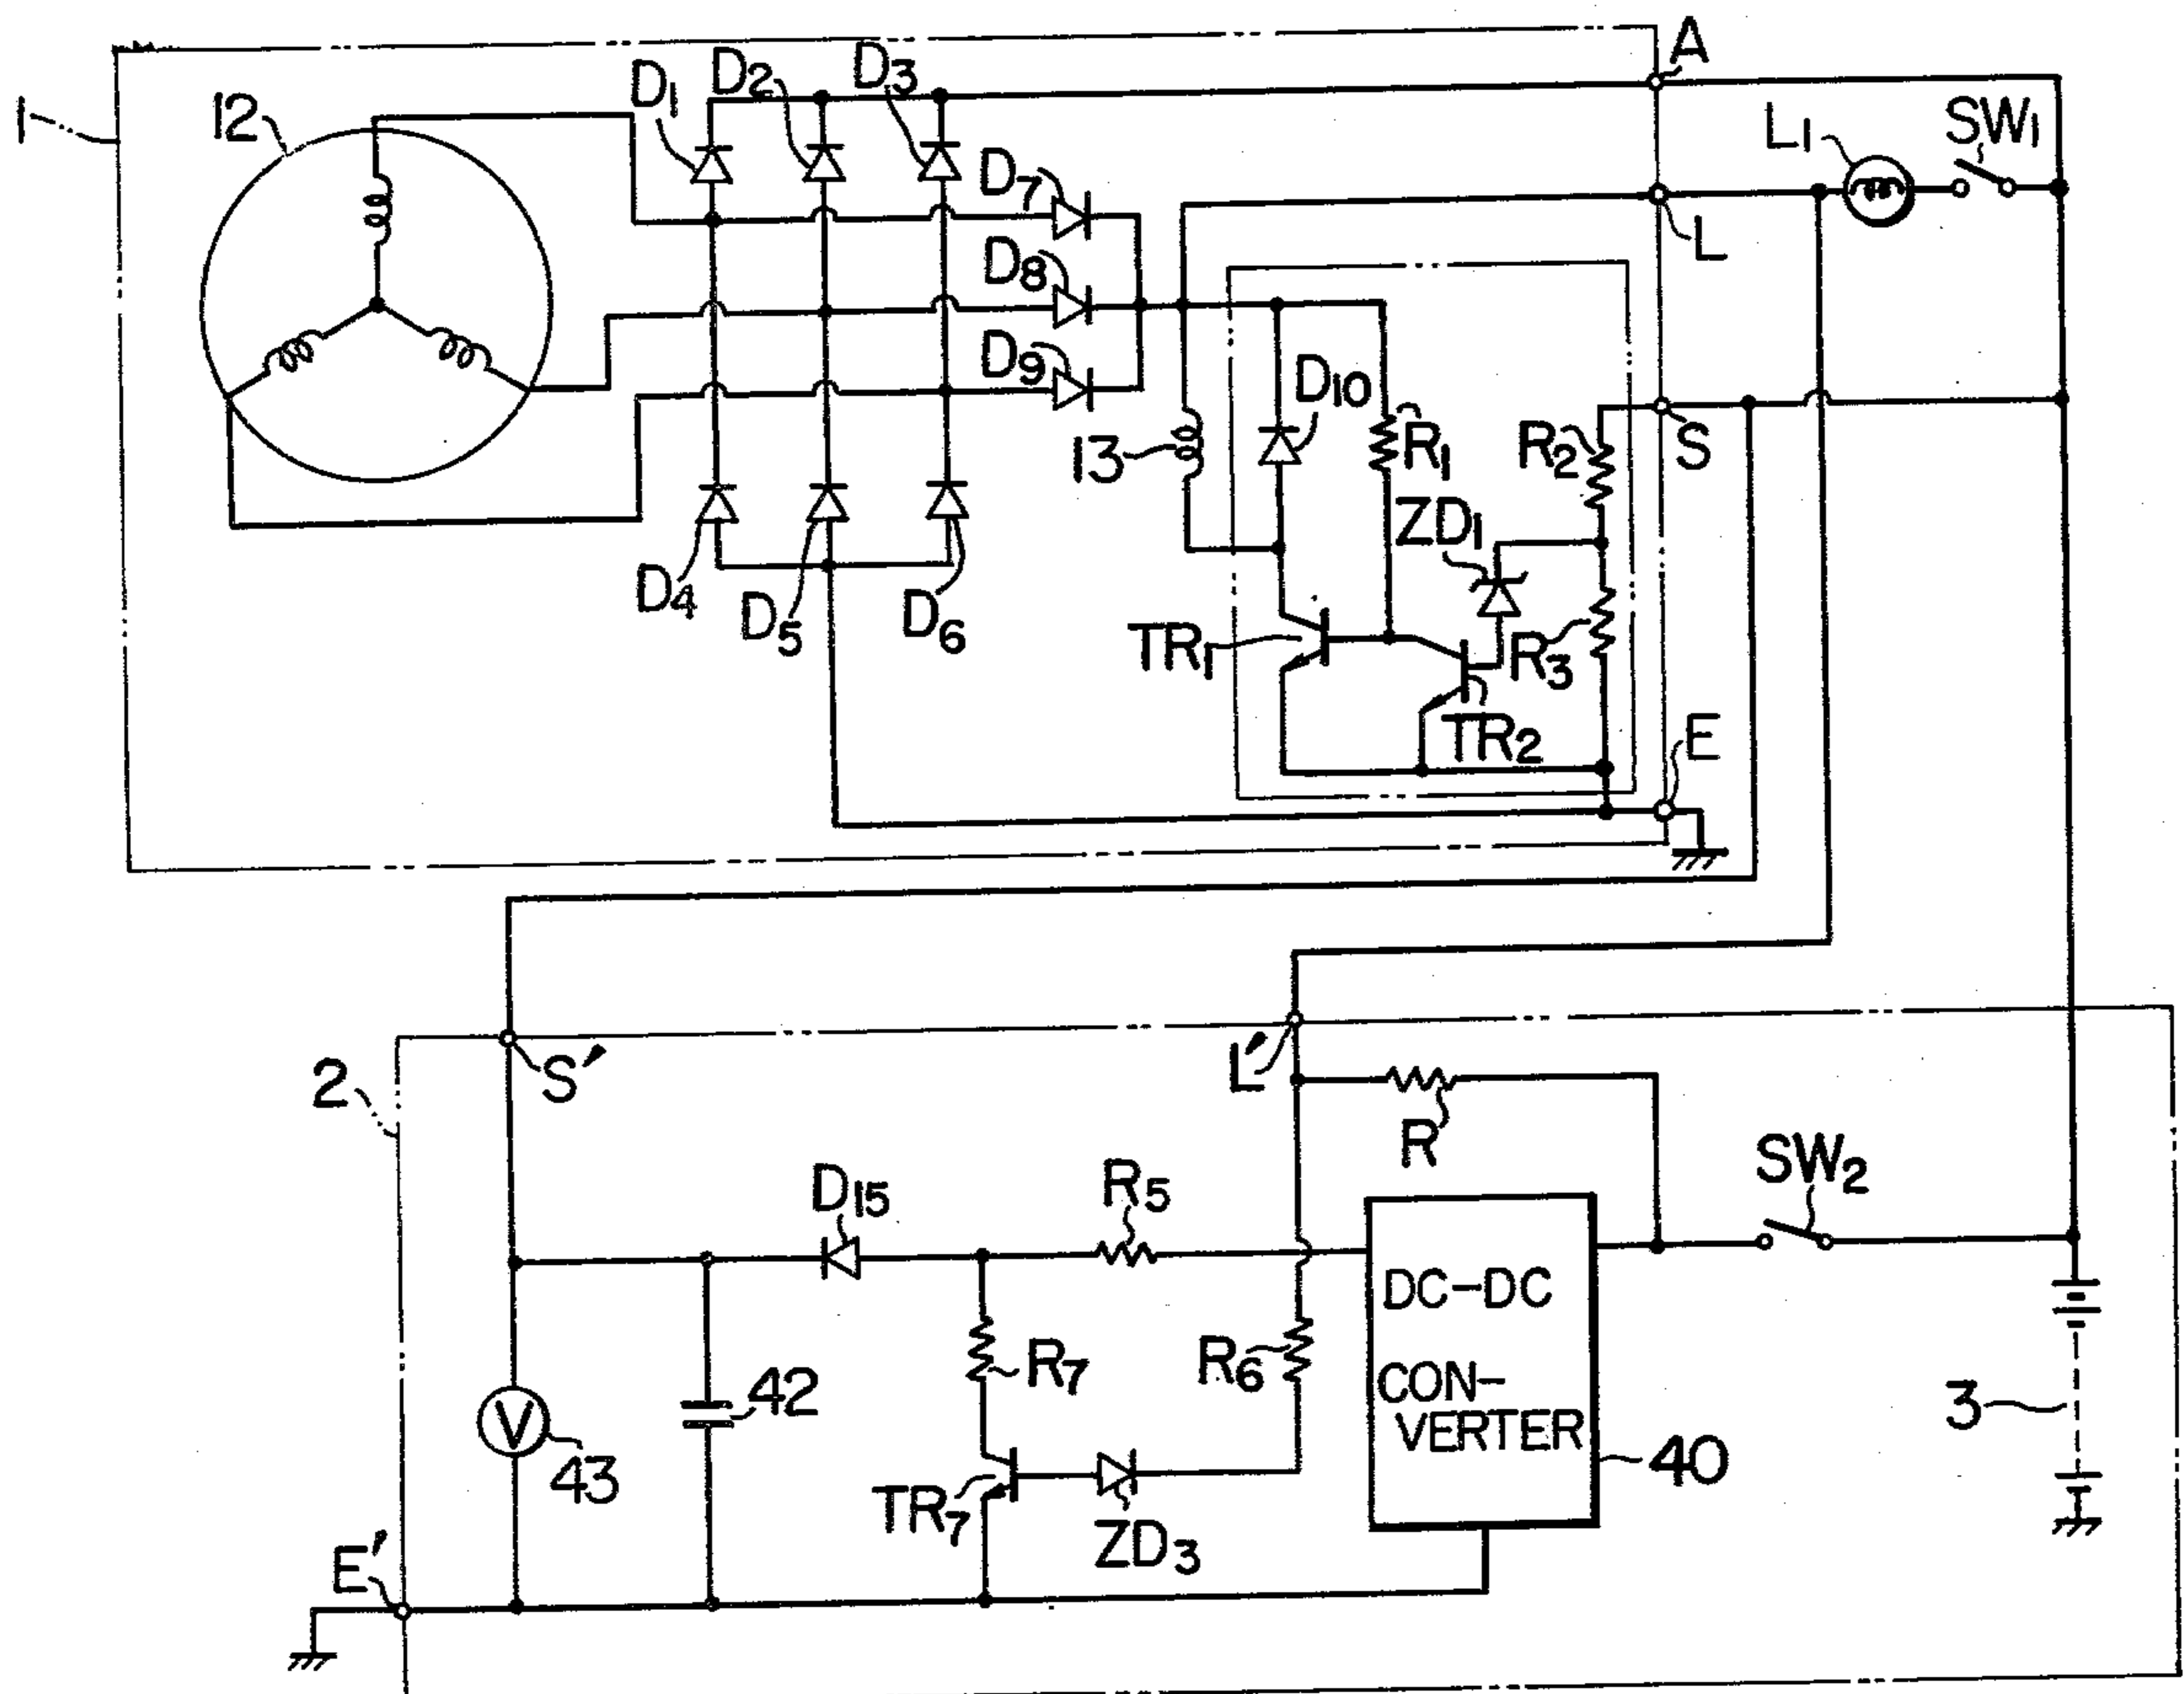 A
D1
D2
D3
1
12
L1
SW1
D7
L
D8
D9
D10
13
R1
R2
S
ZD1
D4
D5
D6
TR1
R3
TR2
E
S'
L'
2
R
SW2
D15
R5
DC-DC
CON-
VERTER
R7
R6
42
3
V
43
40
TR7
ZD3
E'